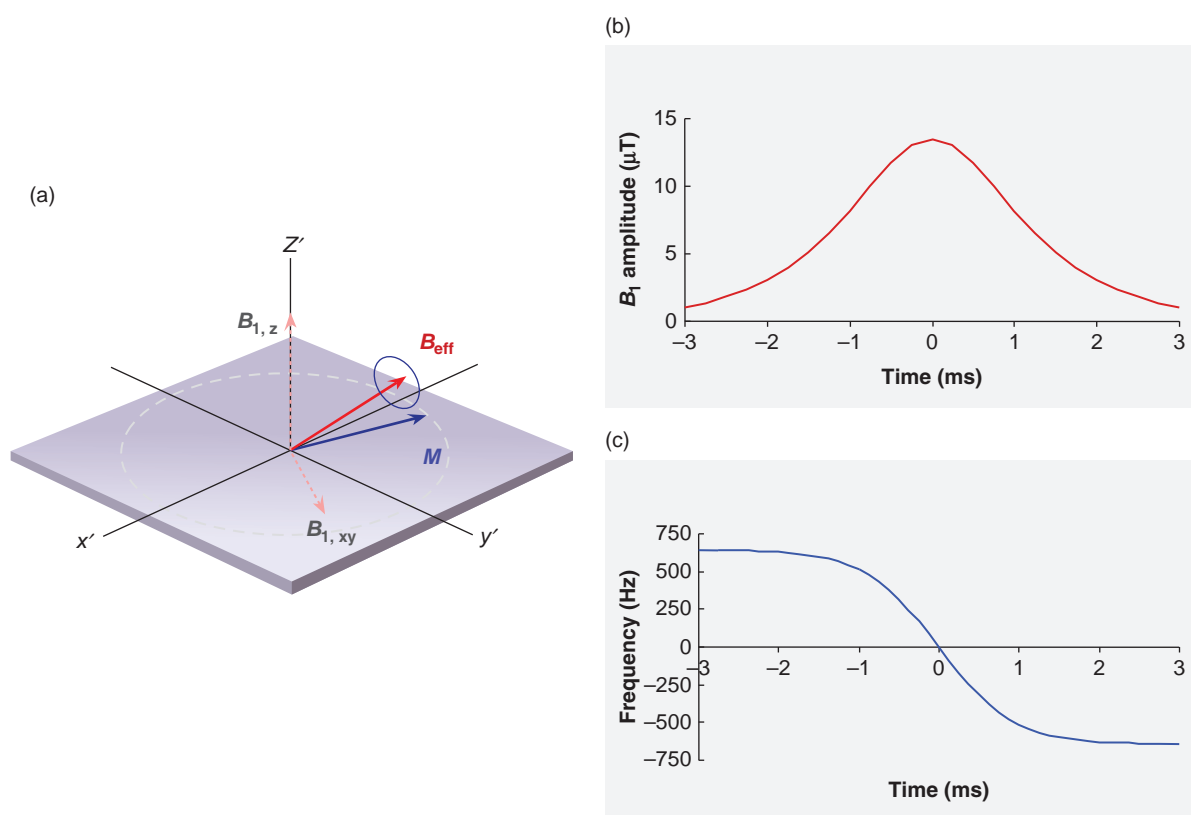 (a)
Z′
B1, z
Beff
M
B1, xy
x′
y′
(b)
B1 amplitude (μT)
15
10
5
0
–3 –2 –1 0 1 2 3
Time (ms)
(c)
Frequency (Hz)
750
500
250
0
–3 –2 –1 0 1 2 3
–250
–500
–750
Time (ms)